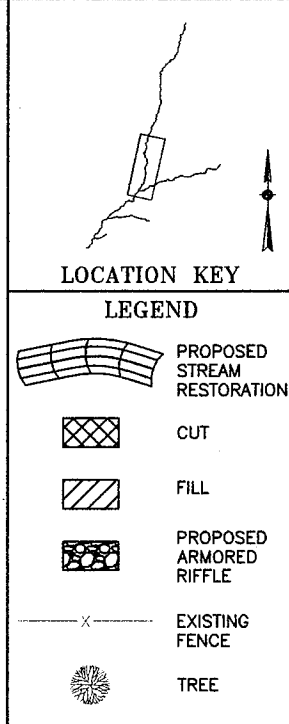 LOCATION KEY
LEGEND
PROPOSED
STREAM
RESTORATION
CUT
FILL
PROPOSED
ARMORED
RIFFLE
X
EXISTING
FENCE
TREE